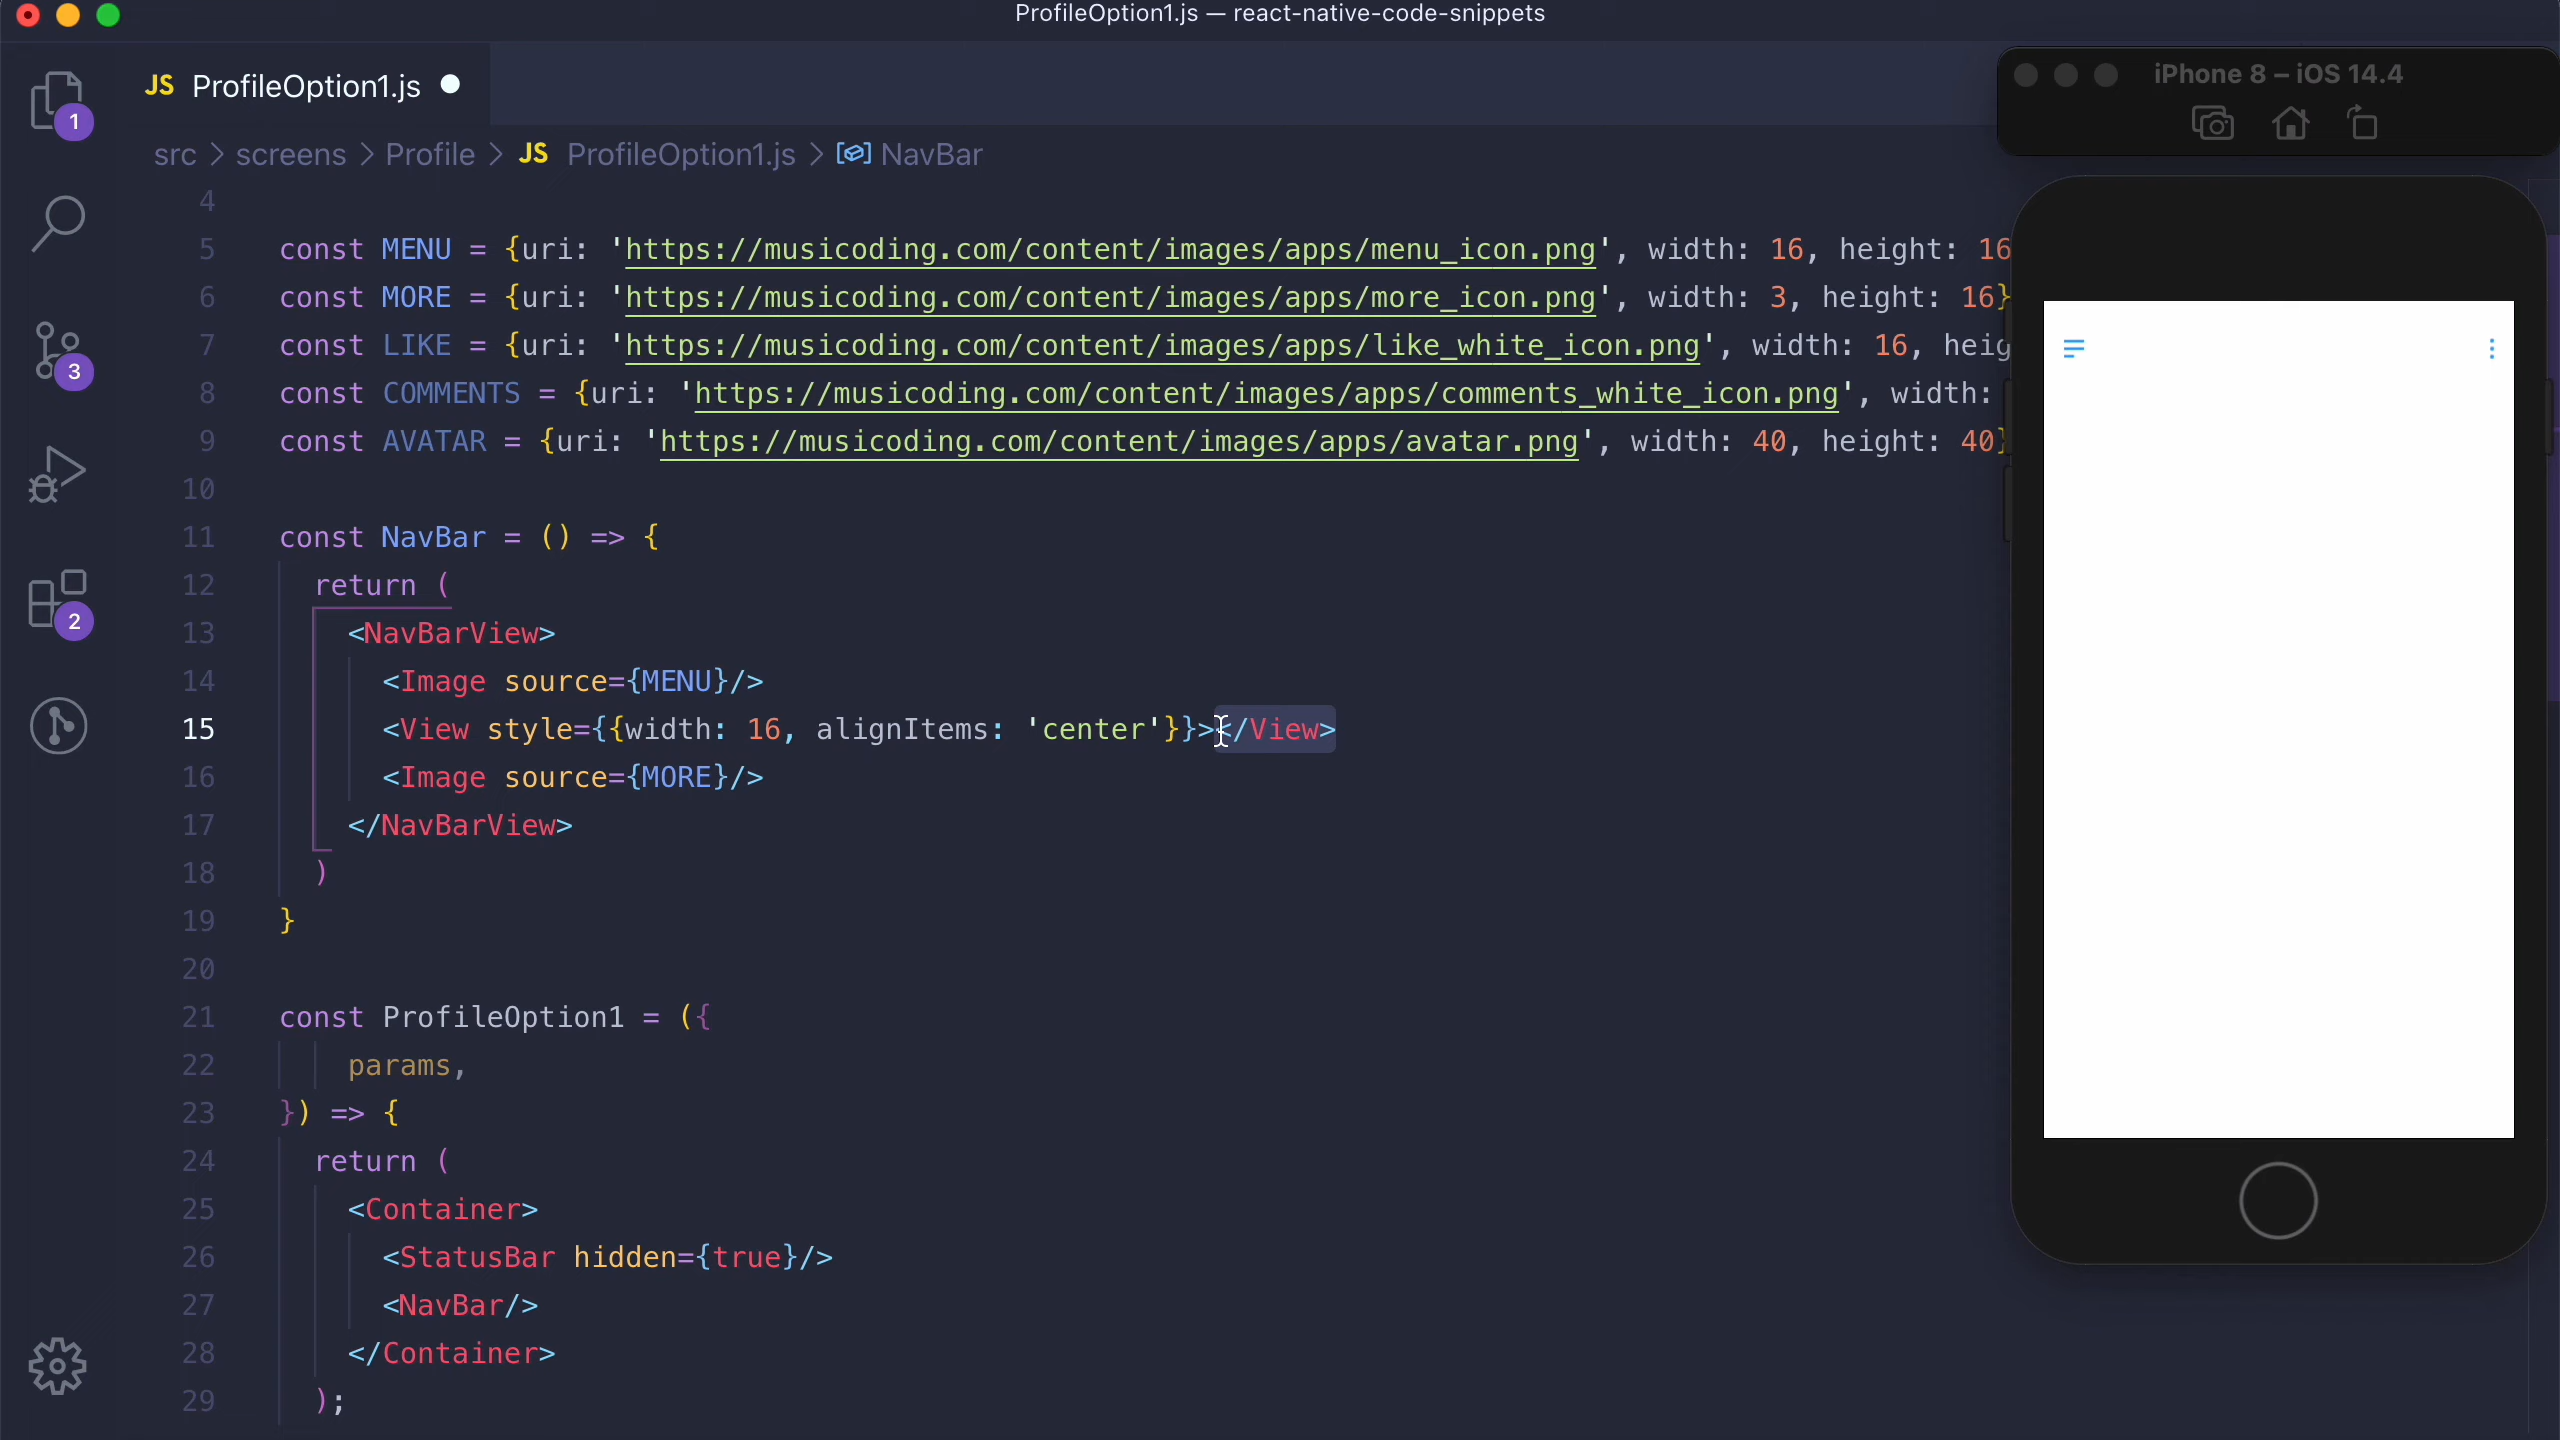 ProfileOption1.js — react-native-code-snippets
JS ProfileOption1.js
iPhone 8 – iOS 14.4
1
src > screens > Profile > JS ProfileOption1.js > NavBar
4
5 const MENU = {uri: 'https://musicoding.com/content/images/apps/menu_icon.png', width: 16, height: 16
6 const MORE = {uri: 'https://musicoding.com/content/images/apps/more_icon.png', width: 3, height: 16}
7 const LIKE = {uri: 'https://musicoding.com/content/images/apps/like_white_icon.png', width: 16, heig
3
8 const COMMENTS = {uri: 'https://musicoding.com/content/images/apps/comments_white_icon.png', width:
9 const AVATAR = {uri: 'https://musicoding.com/content/images/apps/avatar.png', width: 40, height: 40}
10
11 const NavBar = () => {
12 return (
2
13 <NavBarView>
14 <Image source={MENU}/>
15 <View style={{width: 16, alignItems: 'center'}}></View>
16 <Image source={MORE}/>
17 </NavBarView>
18 )
19 }
20
21 const ProfileOption1 = ({
22 params,
23 }) => {
24 return (
25 <Container>
26 <StatusBar hidden={true}/>
27 <NavBar/>
28 </Container>
29 );